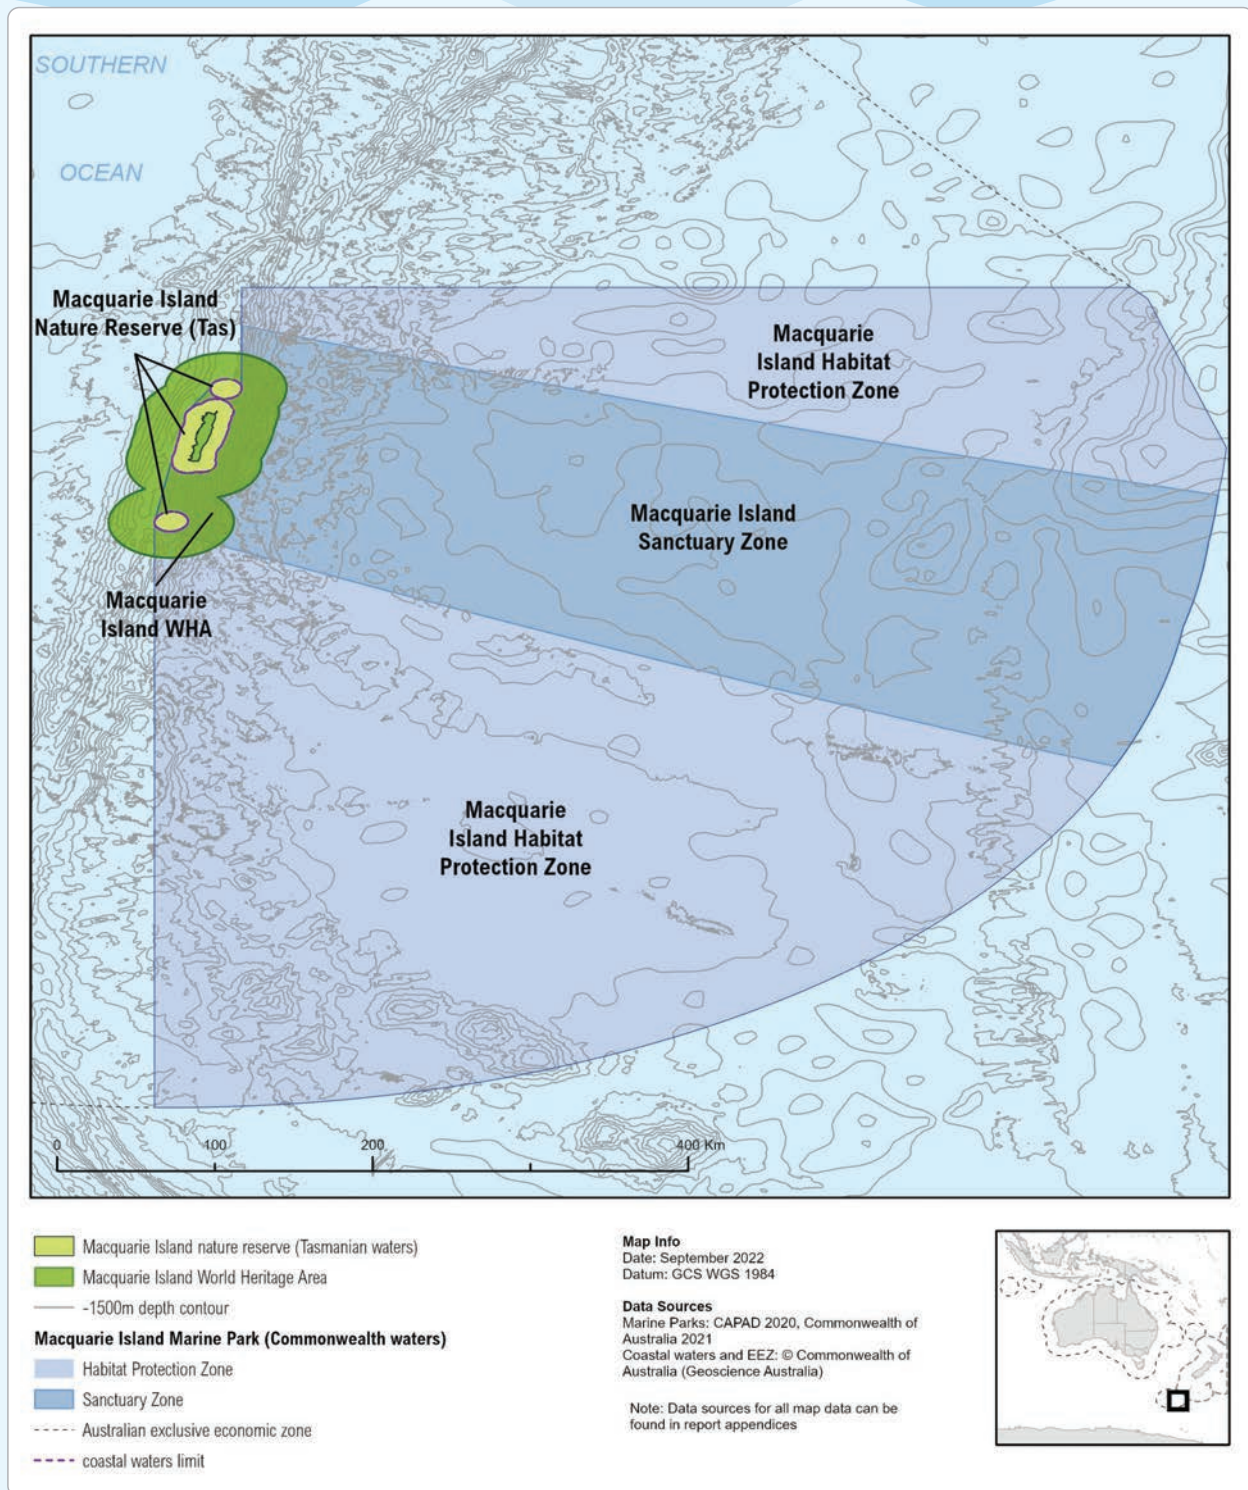 SOUTHERN
OCEAN
Macquarie Island
Nature Reserve (Tas)
Macquarie
Island Habitat
Protection Zone
Macquarie Island
Sanctuary Zone
Macquarie
Island WHA
Macquarie
Island Habitat
Protection Zone
0 100 200 400 Km
Macquarie Island nature reserve (Tasmanian waters)
Macquarie Island World Heritage Area
-1500m depth contour
Macquarie Island Marine Park (Commonwealth waters)
Habitat Protection Zone
Sanctuary Zone
Australian exclusive economic zone
coastal waters limit
Map Info
Date: September 2022
Datum: GCS WGS 1984
Data Sources
Marine Parks: CAPAD 2020, Commonwealth of
Australia 2021
Coastal waters and EEZ: © Commonwealth of
Australia (Geoscience Australia)
Note: Data sources for all map data can be
found in report appendices